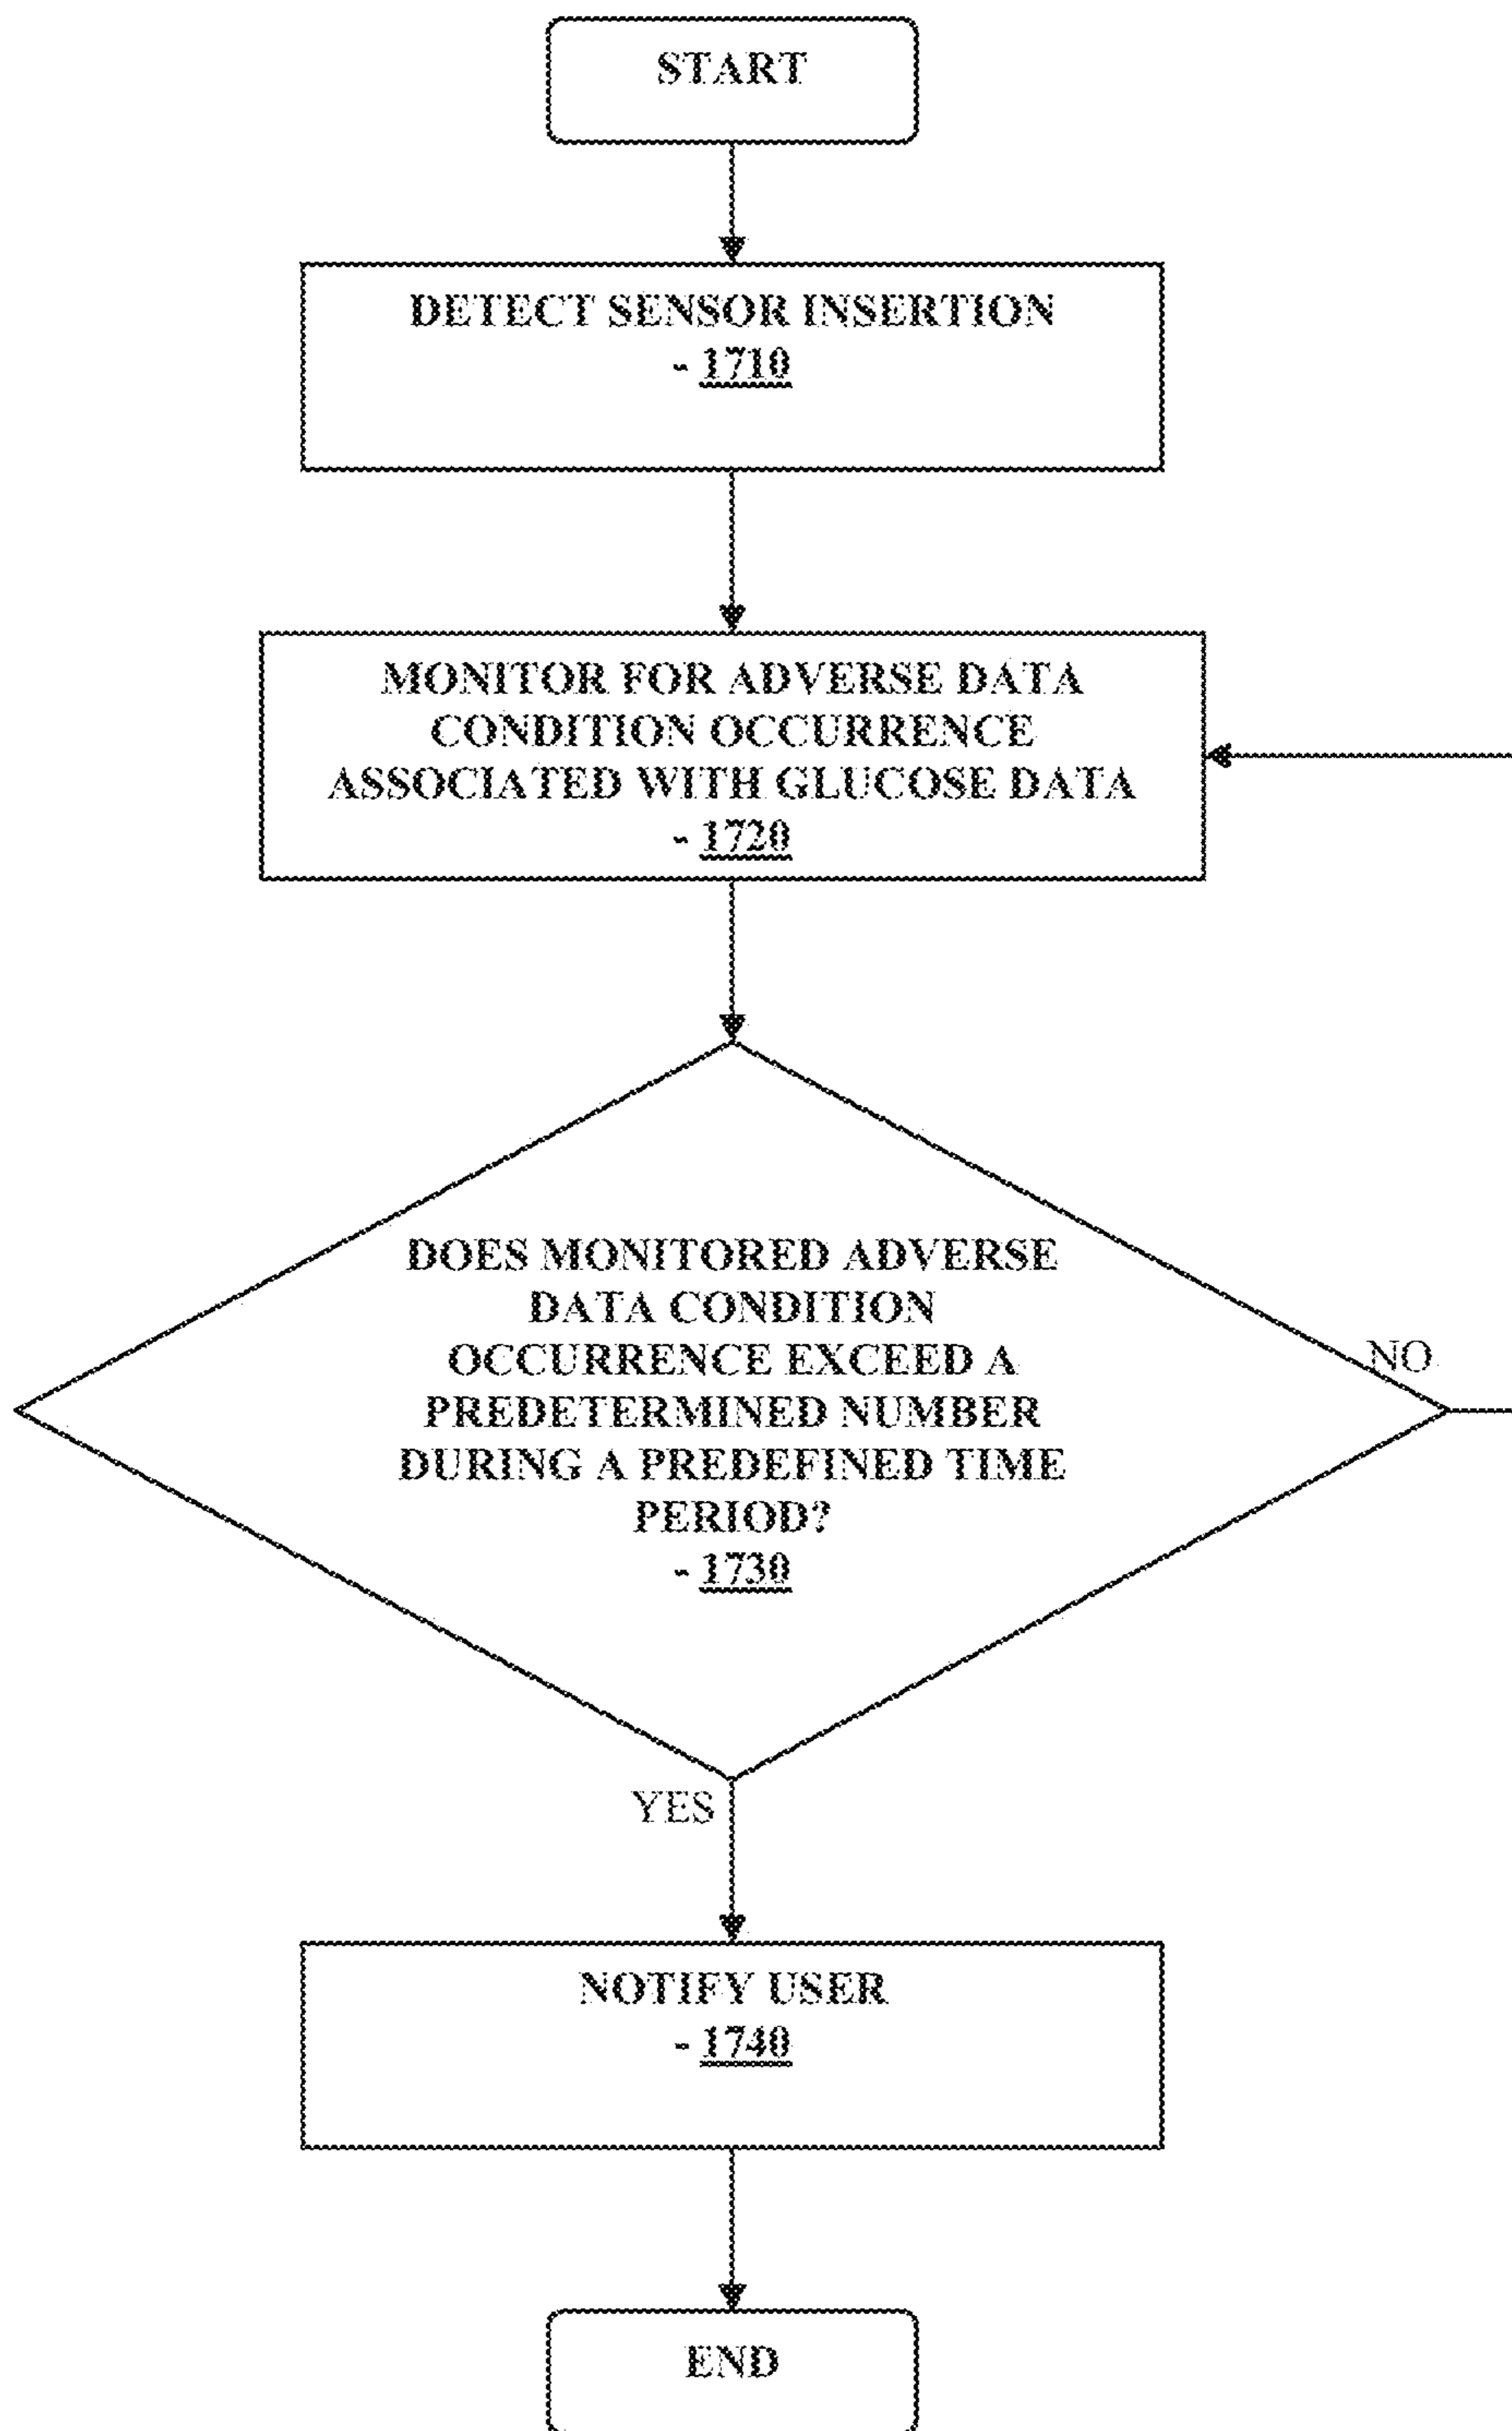 START
DETECT SENSOR INSERTION
- 1710
MONITOR FOR ADVERSE DATA
CONDITION OCCURRENCE
ASSOCIATED WITH GLUCOSE DATA
- 1720
DOES MONITORED ADVERSE
DATA CONDITION
OCCURRENCE EXCEED A
PREDETERMINED NUMBER
DURING A PREDEFINED TIME
PERIOD?
- 1730
NO
YES
NOTIFY USER
- 1740
END